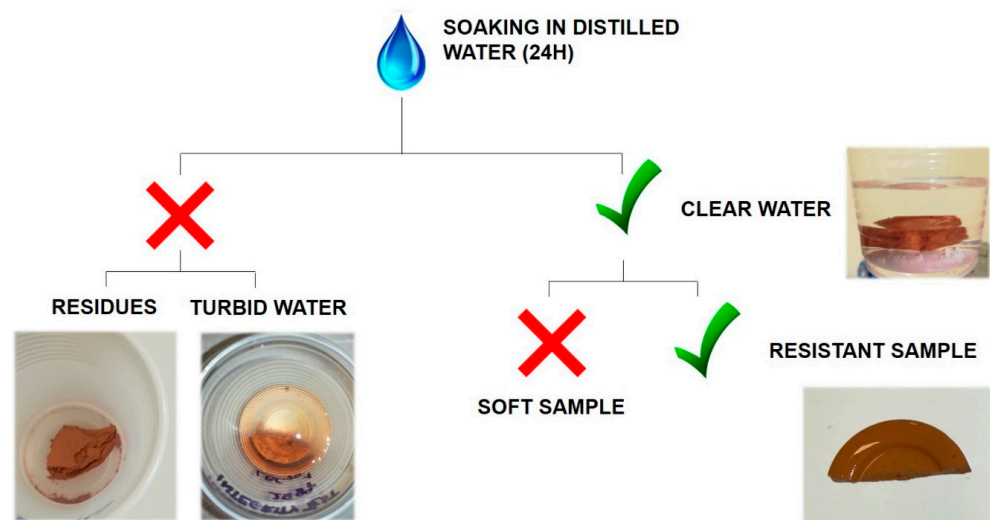 SOAKING IN DISTILLED
WATER (24H)
CLEAR WATER
RESIDUES
TURBID WATER
RESISTANT SAMPLE
SOFT SAMPLE